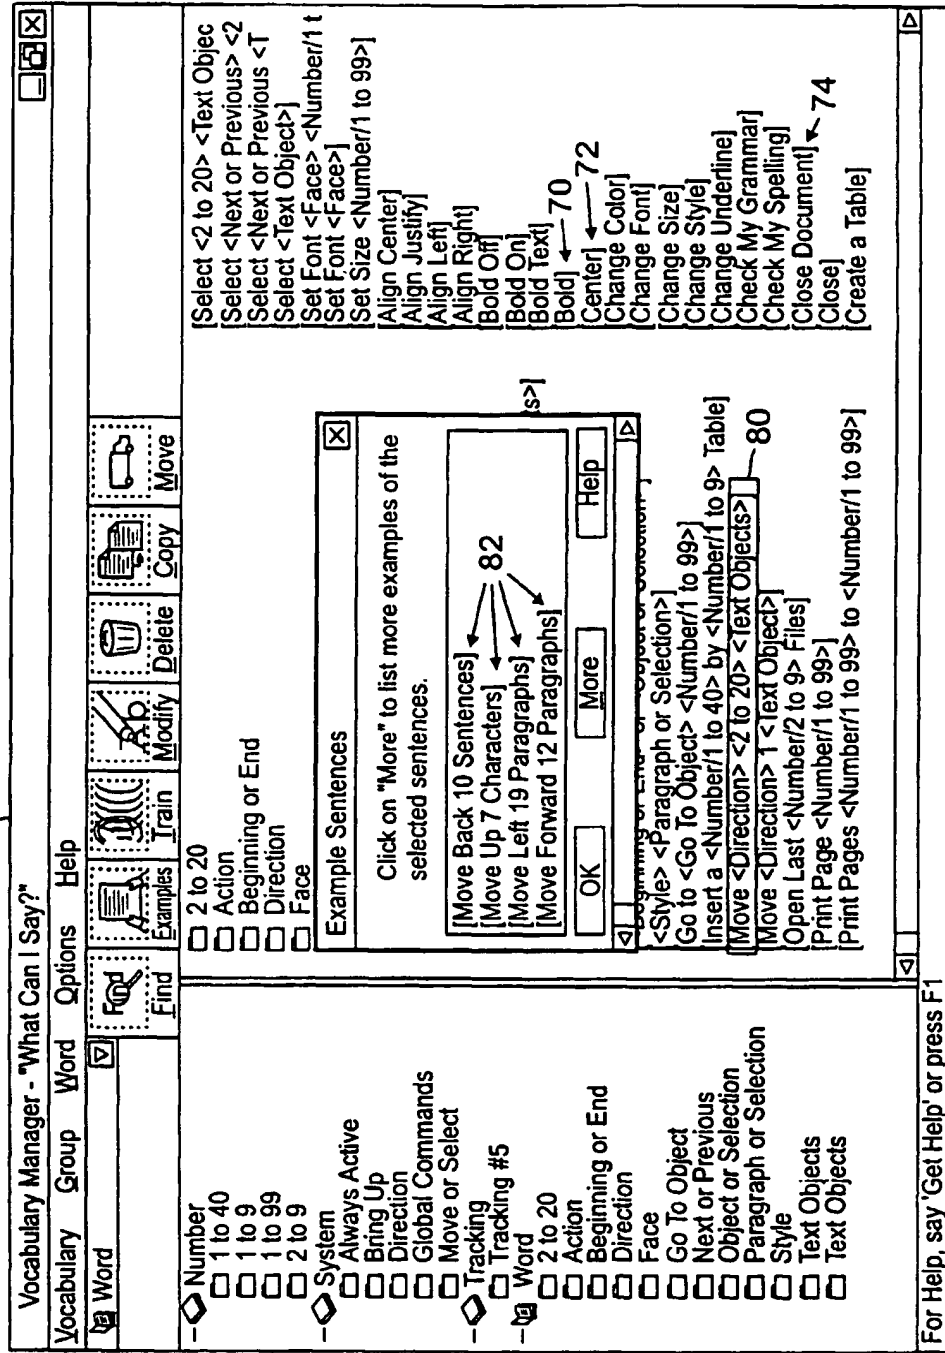 Vocabulary Manager - "What Can I Say?"
Vocabulary Group Word Options Help
Word
Find Examples Train Modify Delete Copy Move
- Number
1 to 40
1 to 9
1 to 99
2 to 9
- System
Always Active
Bring Up
Direction
Global Commands
Move or Select
- Tracking
Tracking #5
- Word
2 to 20
Action
Beginning or End
Direction
Face
Go To Object
Next or Previous
Object or Selection
Paragraph or Selection
Style
Text Objects
Text Objects
2 to 20
Action
Beginning or End
Direction
Face
Example Sentences
Click on "More" to list more examples of the
selected sentences.
[Move Back 10 Sentences]
[Move Up 7 Characters]
[Move Left 19 Paragraphs]
[Move Forward 12 Paragraphs]
82
OK More Help
ts>]
<Style> <Paragraph or Selection>]
[Go to <Go To Object> <Number/1 to 99>]
Insert a <Number/1 to 40> by <Number/1 to 9> Table]
[Move <Direction> <2 to 20> <Text Objects>]
80
Move <Direction> 1 <Text Object>]
[Open Last <Number/2 to 9> Files]
[Print Page <Number/1 to 99>]
[Print Pages <Number/1 to 99> to <Number/1 to 99>]
[Select <2 to 20> <Text Objec
[Select <Next or Previous> <2
[Select <Next or Previous <T
[Select <Text Object>]
[Set Font <Face> <Number/1 t
[Set Font <Face>]
[Set Size <Number/1 to 99>]
[Align Center]
[Align Justify]
[Align Left]
[Align Right]
[Bold Off]
[Bold On]
[Bold Text]
[Bold] 70
[Center] 72
[Change Color]
[Change Font]
[Change Size]
[Change Style]
[Change Underline]
[Check My Grammar]
[Check My Spelling]
[Close Document] 74
[Close]
[Create a Table]
For Help, say 'Get Help' or press F1